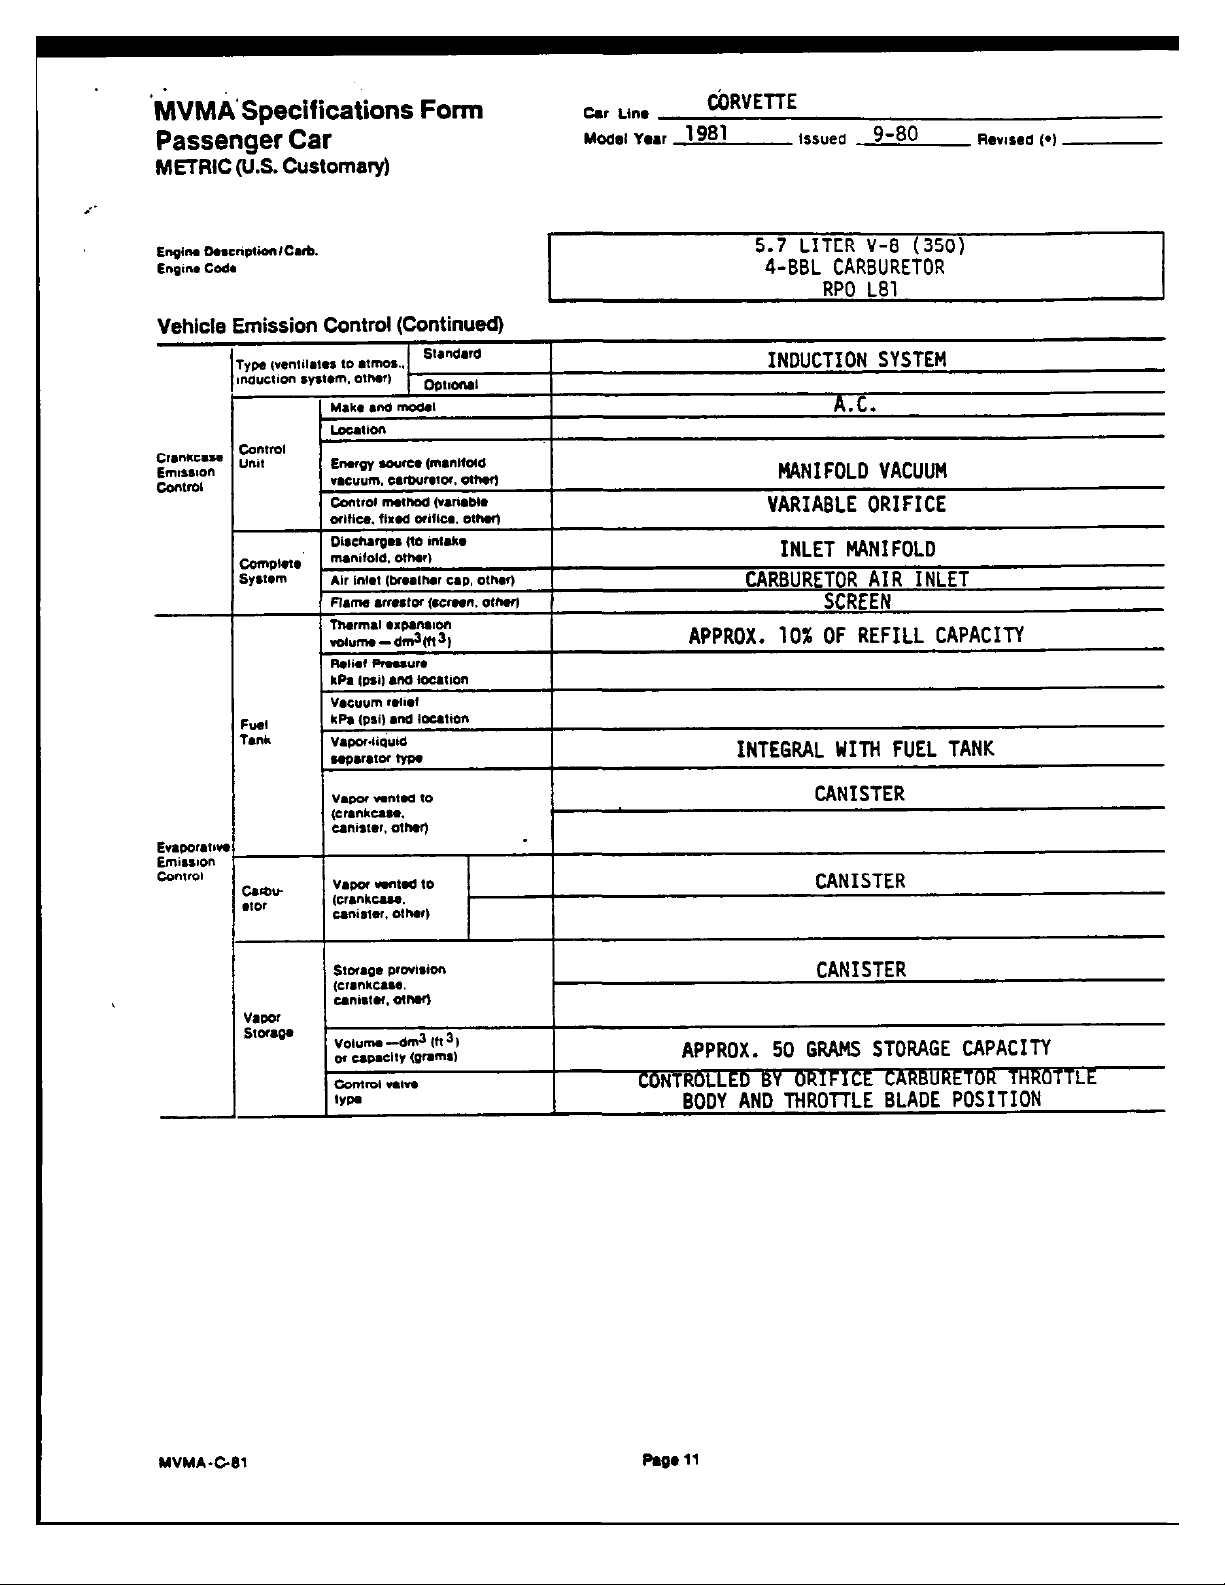 MVMA Specifications Form
Passenger Car
METRIC (U.S. Customary)
Car Line CORVETTE
Model Year 1981 Issued 9-80 Revised (•)
Engine Description/Carb.
Engine Code
5.7 LITER V-8 (350)
4-BBL CARBURETOR
RPO L81
Vehicle Emission Control (Continued)
Crankcase
Emission
Control
Type (ventilates to atmos.,
induction system, other)
Standard
INDUCTION SYSTEM
Optional
Control
Unit
Make and model
A.C.
Location
Energy source (manifold
vacuum, carburetor, other)
MANIFOLD VACUUM
Control method (variable
orifice, fixed orifice, other)
VARIABLE ORIFICE
Complete
System
Discharges (to intake
manifold, other)
INLET MANIFOLD
Air inlet (breather cap, other)
CARBURETOR AIR INLET
Flame arrestor (screen, other)
SCREEN
Evaporative
Emission
Control
Fuel
Tank
Thermal expansion
volume — dm3(ft3)
APPROX. 10% OF REFILL CAPACITY
Relief Pressure
kPa (psi) and location
Vacuum relief
kPa (psi) and location
Vapor-liquid
separator type
INTEGRAL WITH FUEL TANK
Vapor vented to
(crankcase,
canister, other)
CANISTER
Carbu-
etor
Vapor vented to
(crankcase,
canister, other)
CANISTER
Vapor
Storage
Storage provision
(crankcase,
canister, other)
CANISTER
Volume —dm3 (ft3)
or capacity (grams)
APPROX. 50 GRAMS STORAGE CAPACITY
Control valve
type
CONTROLLED BY ORIFICE CARBURETOR THROTTLE
BODY AND THROTTLE BLADE POSITION
MVMA-C-81
Page 11